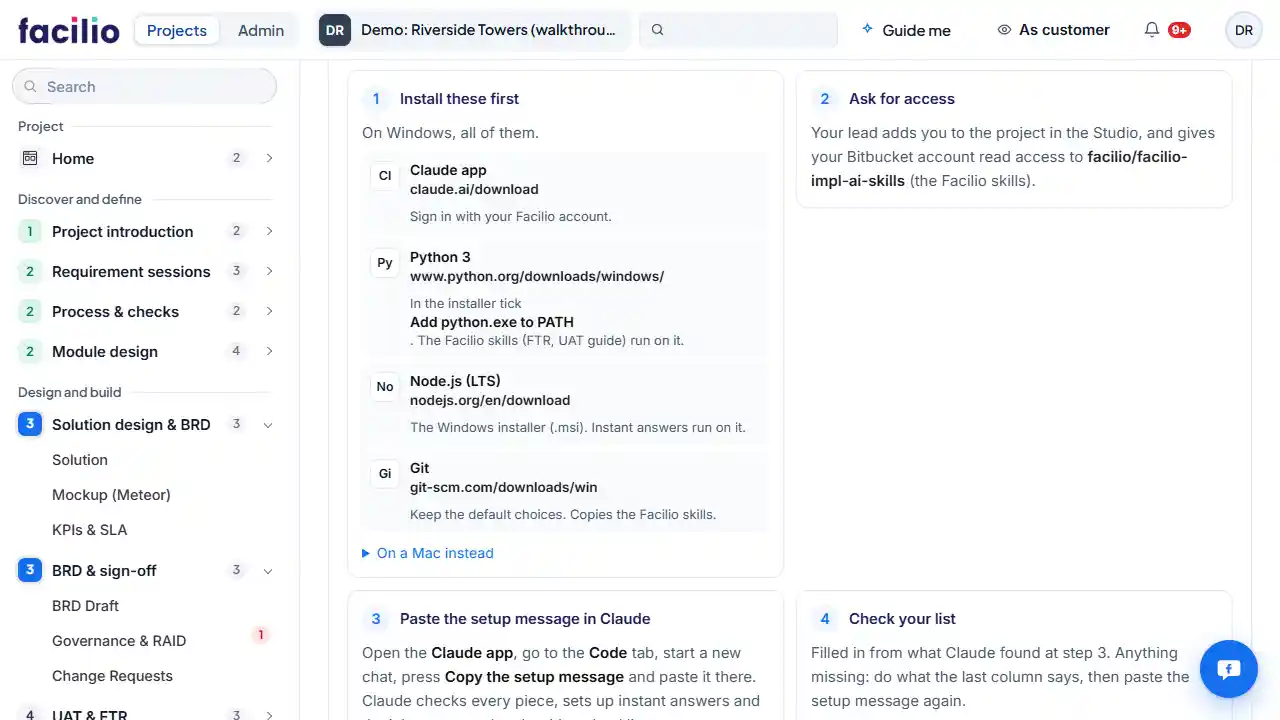 facilio
Projects
Admin
DR
Demo: Riverside Towers (walkthrou...
Guide me
As customer
9+
DR
Search
Project
Home
2
Discover and define
1
Project introduction
2
2
Requirement sessions
3
2
Process & checks
2
2
Module design
4
Design and build
3
Solution design & BRD
3
Solution
Mockup (Meteor)
KPIs & SLA
3
BRD & sign-off
3
BRD Draft
Governance & RAID
1
Change Requests
4
UAT & FTR
3
1
Install these first
On Windows, all of them.
Cl
Claude app
claude.ai/download
Sign in with your Facilio account.
Py
Python 3
www.python.org/downloads/windows/
In the installer tick
Add python.exe to PATH
. The Facilio skills (FTR, UAT guide) run on it.
No
Node.js (LTS)
nodejs.org/en/download
The Windows installer (.msi). Instant answers run on it.
Gi
Git
git-scm.com/downloads/win
Keep the default choices. Copies the Facilio skills.
On a Mac instead
2
Ask for access
Your lead adds you to the project in the Studio, and gives
your Bitbucket account read access to facilio/facilio-
impl-ai-skills (the Facilio skills).
3
Paste the setup message in Claude
Open the Claude app, go to the Code tab, start a new
chat, press Copy the setup message and paste it there.
Claude checks every piece, sets up instant answers and
4
Check your list
Filled in from what Claude found at step 3. Anything
missing: do what the last column says, then paste the
setup message again.